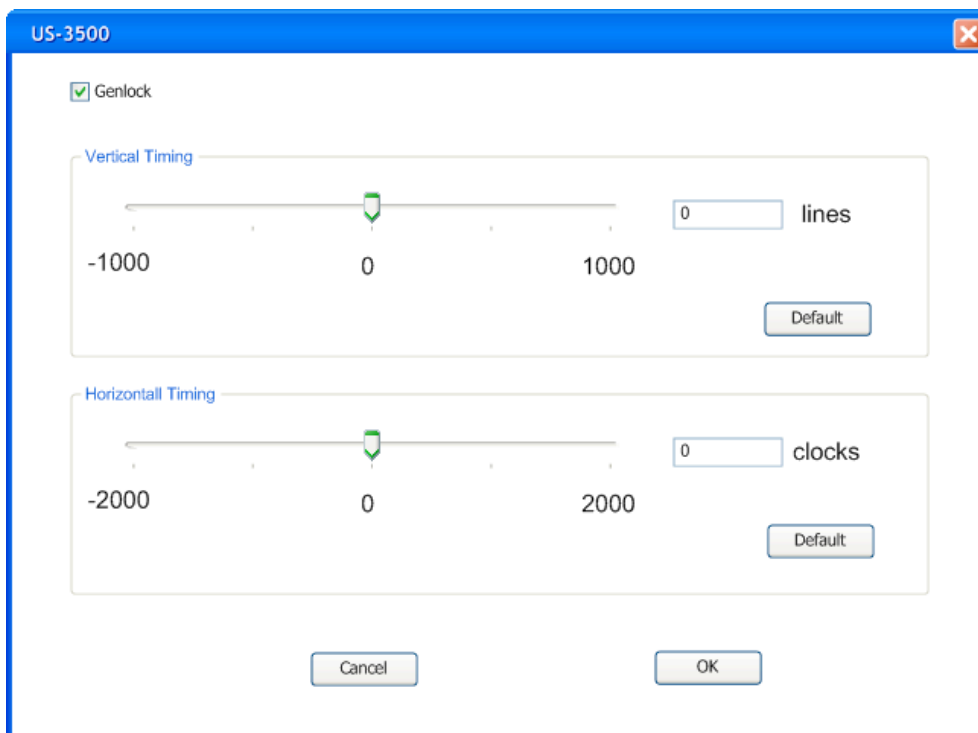 US-3500
Genlock
Vertical Timing
0 lines
-1000 0 1000
Default
Horizontall Timing
0 clocks
-2000 0 2000
Default
Cancel OK